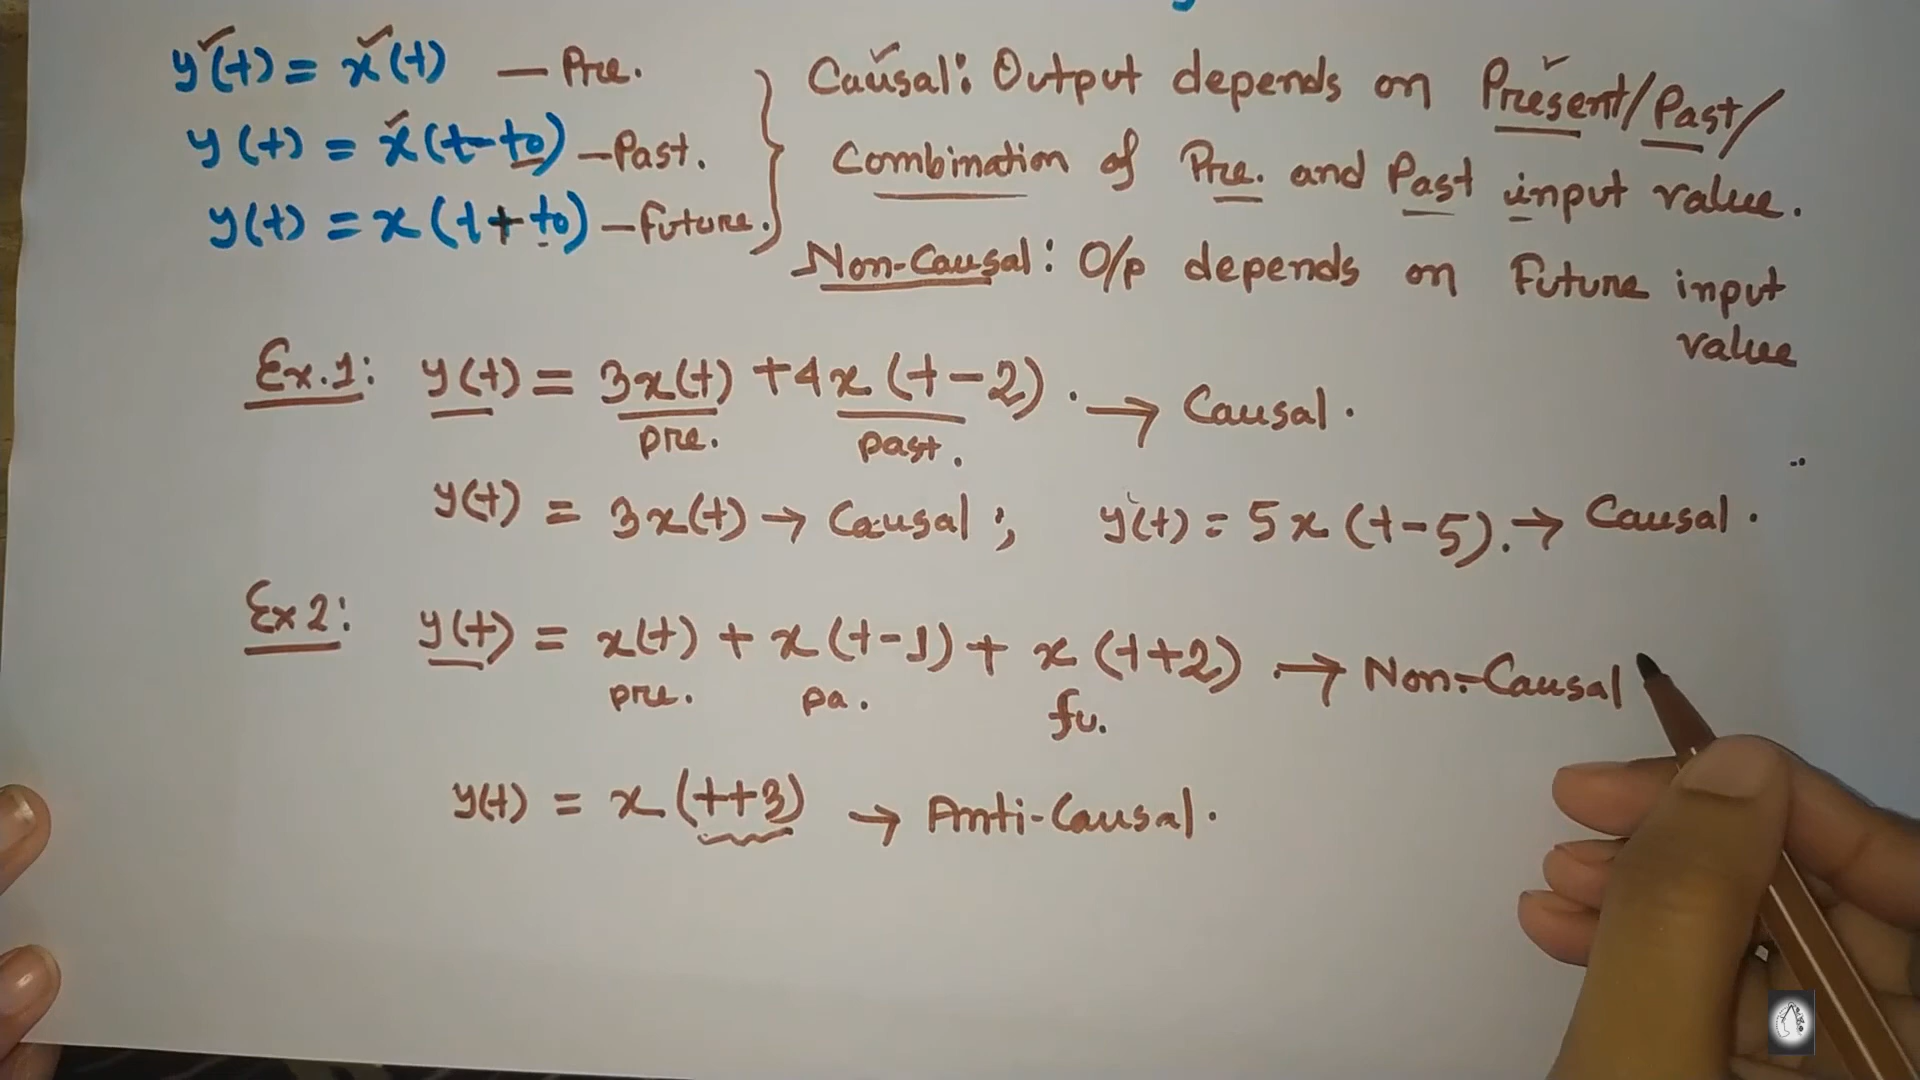 y(t) = x(t) — Pre.
y(t) = x(t-t0) — Past.
y(t) = x(t+t0) — Future.
Causal: Output depends on Present/Past/
Combination of Pre. and Past input value.
Non-Causal: O/p depends on Future input
value
Ex.1: y(t) = 3x(t) + 4x(t-2). → Causal.
pre. past.
y(t) = 3x(t) → Causal; y(t) = 5x(t-5). → Causal.
Ex2: y(t) = x(t) + x(t-1) + x(t+2) → Non-Causal
pre. pa. fu.
y(t) = x(t+3) → Anti-Causal.